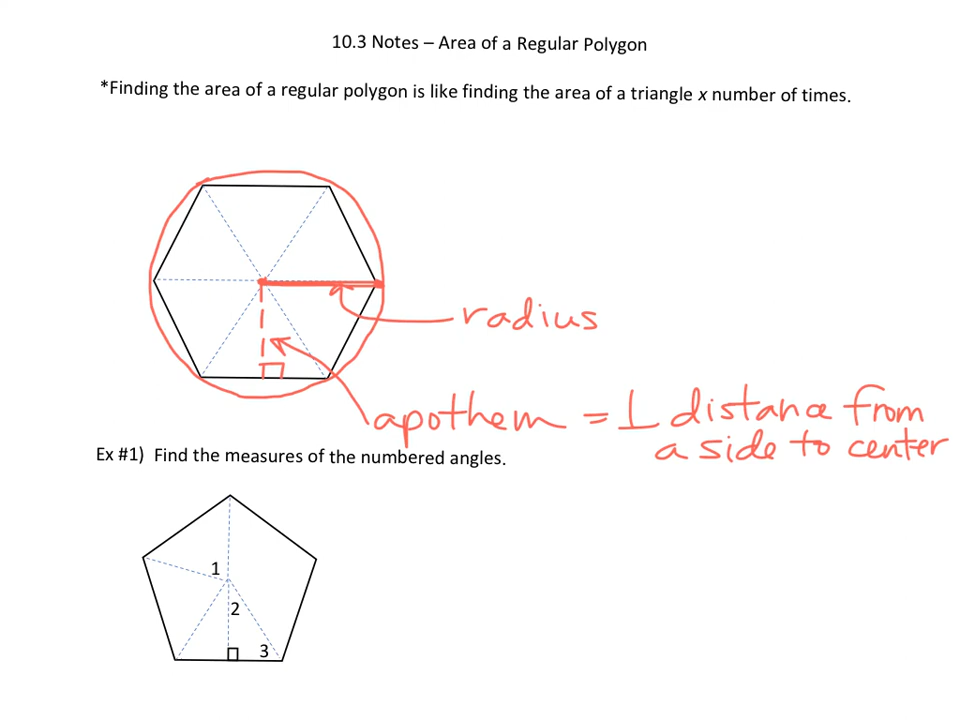 10.3 Notes – Area of a Regular Polygon
*Finding the area of a regular polygon is like finding the area of a triangle x number of times.
radius
apothem = ⊥ distance from
a side to center
Ex #1) Find the measures of the numbered angles.
1
2
3